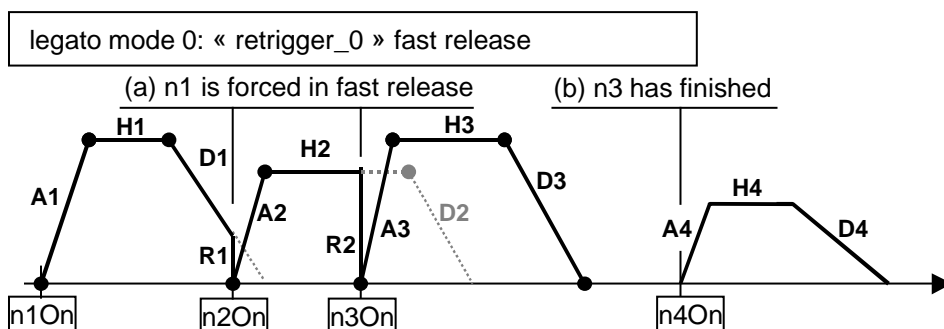 legato mode 0: « retrigger_0 » fast release
(a) n1 is forced in fast release (b) n3 has finished
H1 H2 H3 H4
D1 D2 D3 D4
A1 A2 A3 A4
R1 R2
n1On n2On n3On n4On